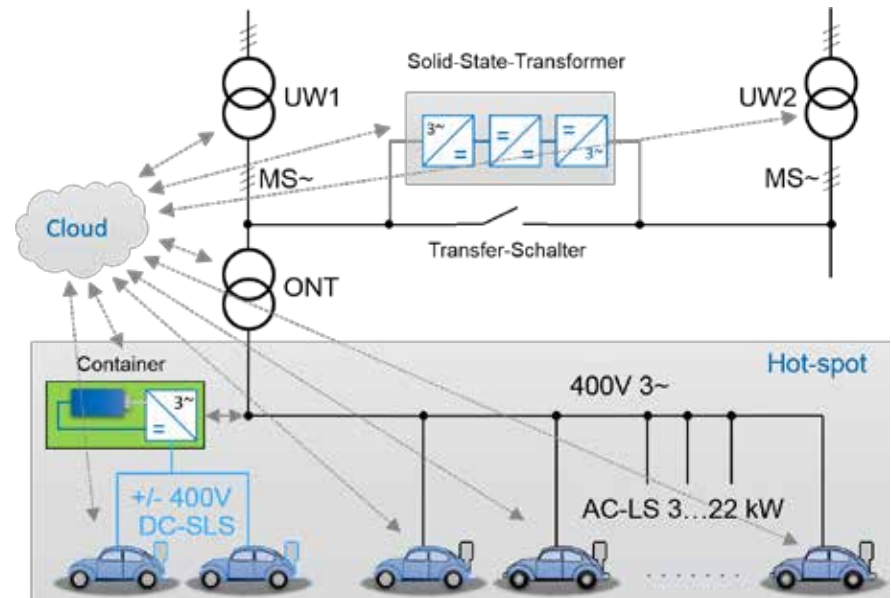 Solid-State-Transformer
UW1
UW2
3~
=
=
=
=
3~
MS~
MS~
Cloud
Transfer-Schalter
ONT
Container
Hot-spot
3~
=
400V 3~
+/- 400V
DC-SLS
AC-LS 3...22 kW